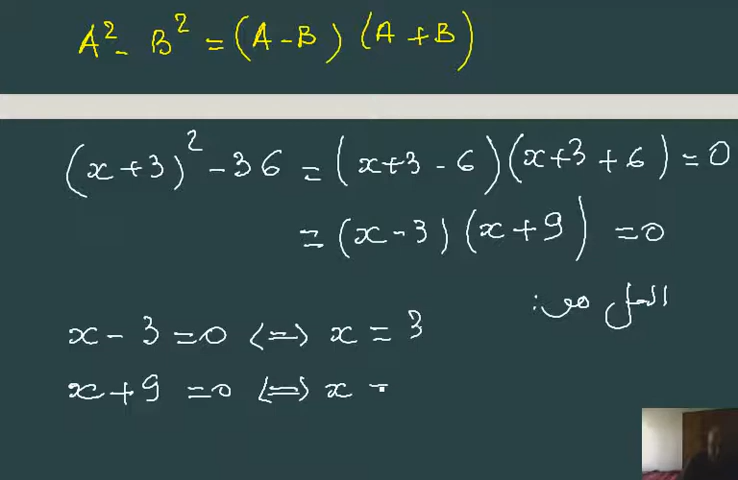 A² - B² = (A - B) (A + B)
(x+3)² - 36 = (x+3 - 6)(x+3 + 6) = 0
= (x - 3) (x + 9) = 0
الحل هو:
x - 3 = 0 <=> x = 3
x + 9 = 0 <=> x =